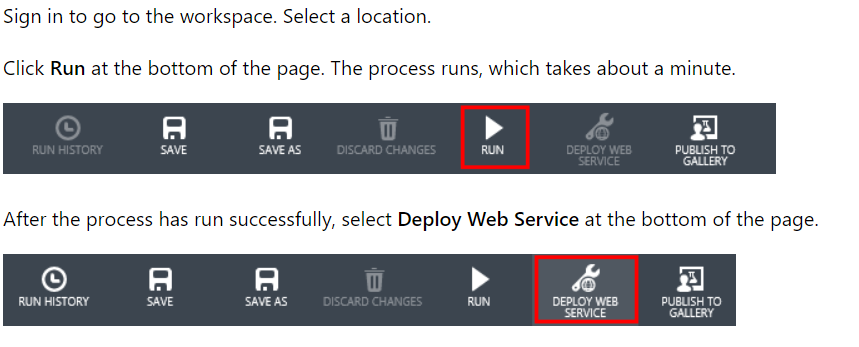 Sign in to go to the workspace. Select a location.
Click Run at the bottom of the page. The process runs, which takes about a minute.
RUN HISTORY SAVE SAVE AS DISCARD CHANGES RUN DEPLOY WEB SERVICE PUBLISH TO GALLERY
After the process has run successfully, select Deploy Web Service at the bottom of the page.
RUN HISTORY SAVE SAVE AS DISCARD CHANGES RUN DEPLOY WEB SERVICE PUBLISH TO GALLERY